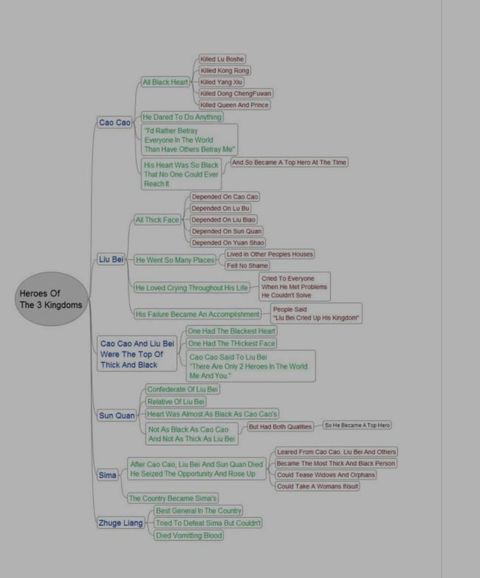 Heroes Of
The 3 Kingdoms
Cao Cao
All Black Heart
Killed Lu Boshe
Killed Kong Rong
Killed Yang Xiu
Killed Dong ChengFuwan
Killed Queen And Prince
He Dared To Do Anything
"I'd Rather Betray
Everyone In The World
Than Have Others Betray Me"
His Heart Was So Black
That No One Could Ever
Reach It
And So Became A Top Hero At The Time
Liu Bei
All Thick Face
Depended On Cao Cao
Depended On Lu Bu
Depended On Liu Biao
Depended On Sun Quan
Depended On Yuan Shao
He Went So Many Places
Lived in Other Peoples Houses
Felt No Shame
He Loved Crying Throughout His Life
Cried To Everyone
When He Met Problems
He Couldn't Solve
His Failure Became An Accomplishment
People Said
"Liu Bei Cried Up His Kingdom"
Cao Cao And Liu Bei
Were The Top Of
Thick And Black
One Had The Blackest Heart
One Had The THickest Face
Cao Cao Said To Liu Bei
"There Are Only 2 Heroes In The World
Me And You."
Sun Quan
Confederate Of Liu Bei
Relative Of Liu Bei
Heart Was Almost As Black As Cao Cao's
Not As Black As Cao Cao
And Not As Thick As Liu Bei
But Had Both Qualities
So He Became A Top Hero
Sima
After Cao Cao, Liu Bei And Sun Quan Died
He Seized The Opportunity And Rose Up
Leared From Cao Cao, Liu Bei And Others
Became The Most Thick And Black Person
Could Tease Widows And Orphans
Could Take A Womans Insult
The Country Became Sima's
Zhuge Liang
Best General In The Country
Tried To Defeat Sima But Couldn't
Died Vomitting Blood